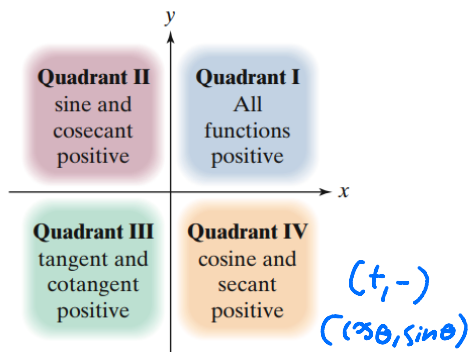 y
Quadrant II
sine and
cosecant
positive
Quadrant I
All
functions
positive
x
Quadrant III
tangent and
cotangent
positive
Quadrant IV
cosine and
secant
positive
(+,-)
(cosθ, sinθ)